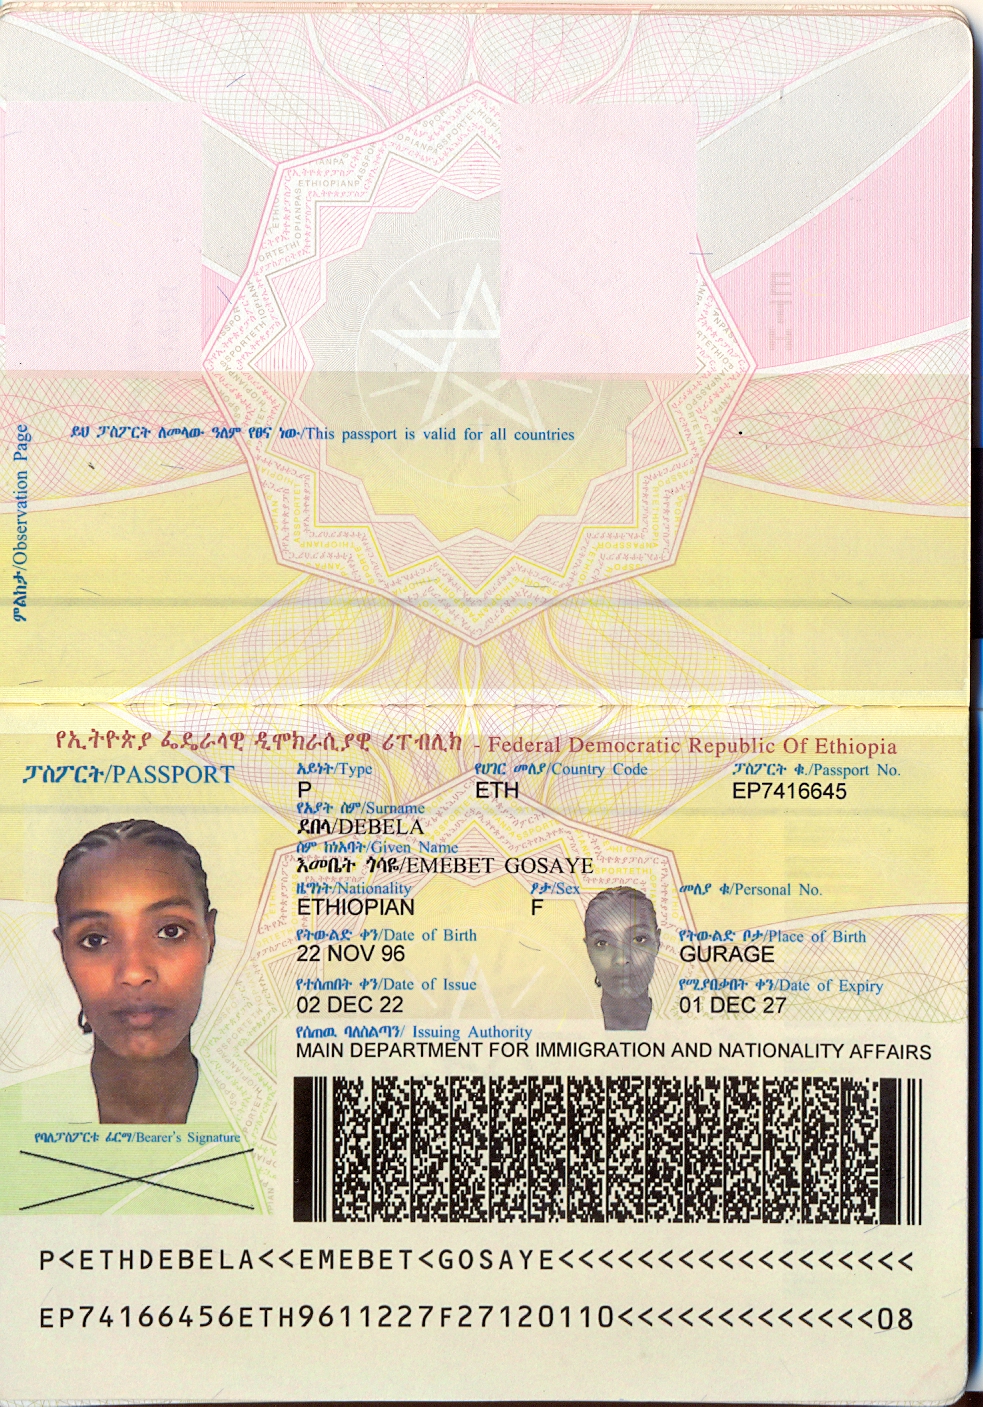 ምልከታ/Observation Page
ይህ ፓስፖርት ለመላው ዓለም የፀና ነው/This passport is valid for all countries
የኢትዮጵያ ፌዴራላዊ ዲሞክራሲያዊ ሪፐብሊክ - Federal Democratic Republic Of Ethiopia
ፓስፖርት/PASSPORT
አይነት/Type የሀገር መለያ/Country Code ፓስፖርት ቁ./Passport No.
P ETH EP7416645
የአያት ስም/Surname
ደበላ/DEBELA
ስም ከነአባት/Given Name
እመቤት ጎሳዬ/EMEBET GOSAYE
ዜግነት/Nationality ፆታ/Sex መለያ ቁ/Personal No.
ETHIOPIAN F
የትውልድ ቀን/Date of Birth የትውልድ ቦታ/Place of Birth
22 NOV 96 GURAGE
የተሰጠበት ቀን/Date of Issue የሚያበቃበት ቀን/Date of Expiry
02 DEC 22 01 DEC 27
የሰጠው ባለስልጣን/ Issuing Authority
MAIN DEPARTMENT FOR IMMIGRATION AND NATIONALITY AFFAIRS
የባለፓስፖርቱ ፊርማ/Bearer's Signature
P<ETHDEBELA<<EMEBET<GOSAYE<<<<<<<<<<<<<<<<<<
EP74166456ETH9611227F27120110<<<<<<<<<<<<<08